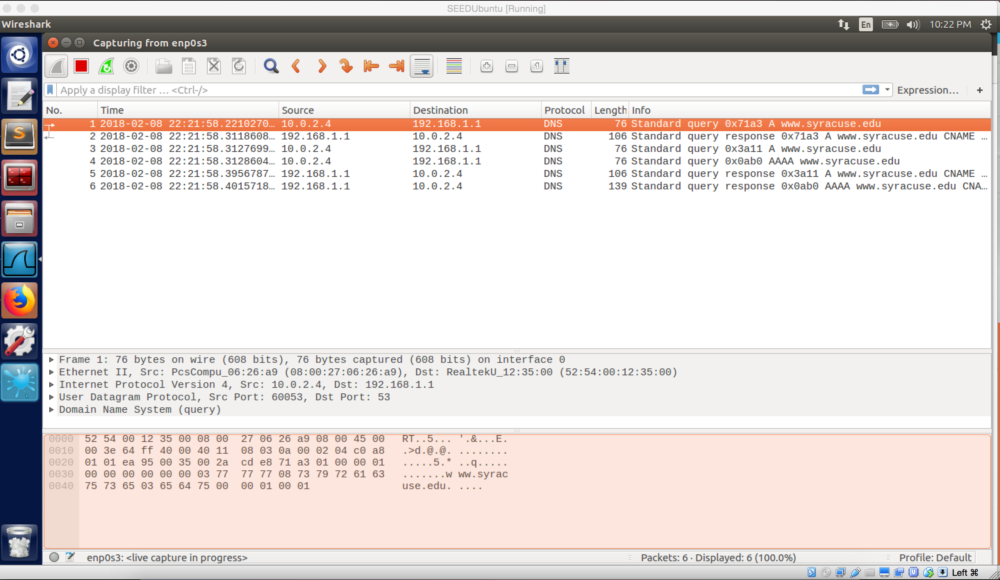 SEEDUbuntu [Running]
Wireshark
En
10:22 PM
Capturing from enp0s3
Apply a display filter … <Ctrl-/>
Expression…
+
No. Time Source Destination Protocol Length Info
1 2018-02-08 22:21:58.2210270… 10.0.2.4 192.168.1.1 DNS 76 Standard query 0x71a3 A www.syracuse.edu
2 2018-02-08 22:21:58.3118608… 192.168.1.1 10.0.2.4 DNS 106 Standard query response 0x71a3 A www.syracuse.edu CNAME …
3 2018-02-08 22:21:58.3127699… 10.0.2.4 192.168.1.1 DNS 76 Standard query 0x3a11 A www.syracuse.edu
4 2018-02-08 22:21:58.3128604… 10.0.2.4 192.168.1.1 DNS 76 Standard query 0x0ab0 AAAA www.syracuse.edu
5 2018-02-08 22:21:58.3956787… 192.168.1.1 10.0.2.4 DNS 106 Standard query response 0x3a11 A www.syracuse.edu CNAME …
6 2018-02-08 22:21:58.4015718… 192.168.1.1 10.0.2.4 DNS 139 Standard query response 0x0ab0 AAAA www.syracuse.edu CNA…
Frame 1: 76 bytes on wire (608 bits), 76 bytes captured (608 bits) on interface 0
Ethernet II, Src: PcsCompu_06:26:a9 (08:00:27:06:26:a9), Dst: RealtekU_12:35:00 (52:54:00:12:35:00)
Internet Protocol Version 4, Src: 10.0.2.4, Dst: 192.168.1.1
User Datagram Protocol, Src Port: 60053, Dst Port: 53
Domain Name System (query)
0000 52 54 00 12 35 00 08 00 27 06 26 a9 08 00 45 00 RT..5... '.&...E.
0010 00 3e 64 ff 40 00 40 11 08 03 0a 00 02 04 c0 a8 .>d.@.@. ........
0020 01 01 ea 95 00 35 00 2a cd e8 71 a3 01 00 00 01 .....5.* ..q.....
0030 00 00 00 00 00 00 03 77 77 77 08 73 79 72 61 63 .......w ww.syrac
0040 75 73 65 03 65 64 75 00 00 01 00 01 use.edu. ....
enp0s3: <live capture in progress>
Packets: 6 · Displayed: 6 (100.0%)
Profile: Default
Left ⌘